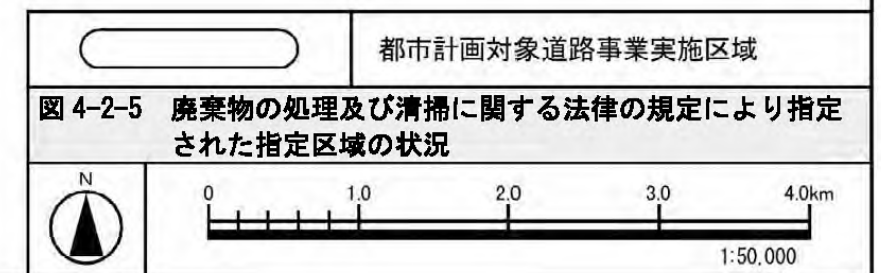 都市計画対象道路事業実施区域
図 4-2-5 廃棄物の処理及び清掃に関する法律の規定により指定
された指定区域の状況
N
0 1.0 2.0 3.0 4.0km
1:50,000